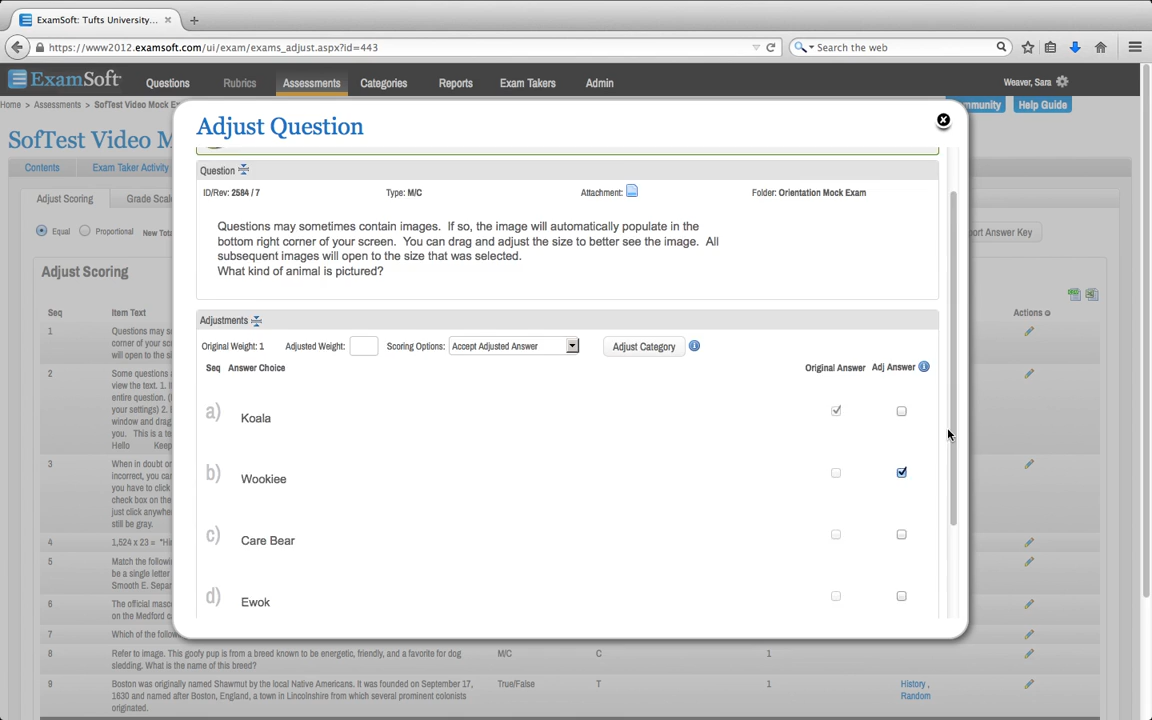 ExamSoft: Tufts University...
https://www2012.examsoft.com/ui/exam/exams_adjust.aspx?id=443
Search the web
ExamSoft
Questions
Rubrics
Assessments
Categories
Reports
Exam Takers
Admin
Weaver, Sara
Home > Assessments > SofTest Video Mock Ex
mmunity
Help Guide
SofTest Video M
Contents
Exam Taker Activity
Adjust Scoring
Grade Scal
Equal
Proportional
New Tota
ort Answer Key
Adjust Scoring
Seq
Item Text
Actions
1
Questions may s
corner of your scr
will open to the si
2
Some questions a
view the text. 1. I
entire question. (
your settings) 2. I
window and drag
you. This is a te
Hello Keep
3
When in doubt or
incorrect, you can
you have to click
check box on the
just click anywhe
still be gray.
4
1,524 x 23 = *Hi
5
Match the followi
be a single letter
Smooth E. Separ
6
The official masc
on the Medford c
7
Which of the follow
8
Refer to image. This goofy pup is from a breed known to be energetic, friendly, and a favorite for dog
sledding. What is the name of this breed?
M/C
C
1
9
Boston was originally named Shawmut by the local Native Americans. It was founded on September 17,
1630 and named after Boston, England, a town in Lincolnshire from which several prominent colonists
originated.
True/False
T
1
History ,
Random
Adjust Question
Question
ID/Rev: 2584 / 7
Type: M/C
Attachment:
Folder: Orientation Mock Exam
Questions may sometimes contain images. If so, the image will automatically populate in the
bottom right corner of your screen. You can drag and adjust the size to better see the image. All
subsequent images will open to the size that was selected.
What kind of animal is pictured?
Adjustments
Original Weight: 1
Adjusted Weight:
Scoring Options:
Accept Adjusted Answer
Adjust Category
Seq
Answer Choice
Original Answer
Adj Answer
a)
Koala
b)
Wookiee
c)
Care Bear
d)
Ewok